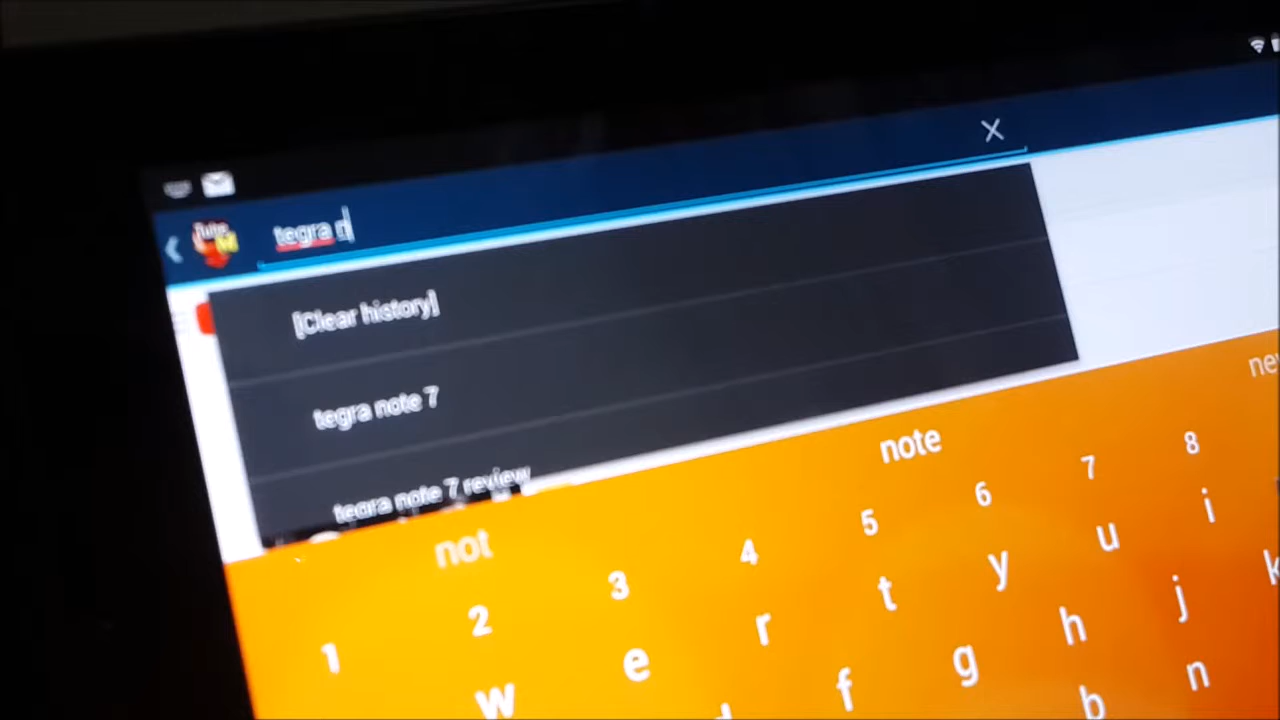 tegra n
[Clear history]
tegra note 7
tegra note 7 review
not note
1 2 3 4 5 6 7 8
w e r t y u i
f g h j k
b n